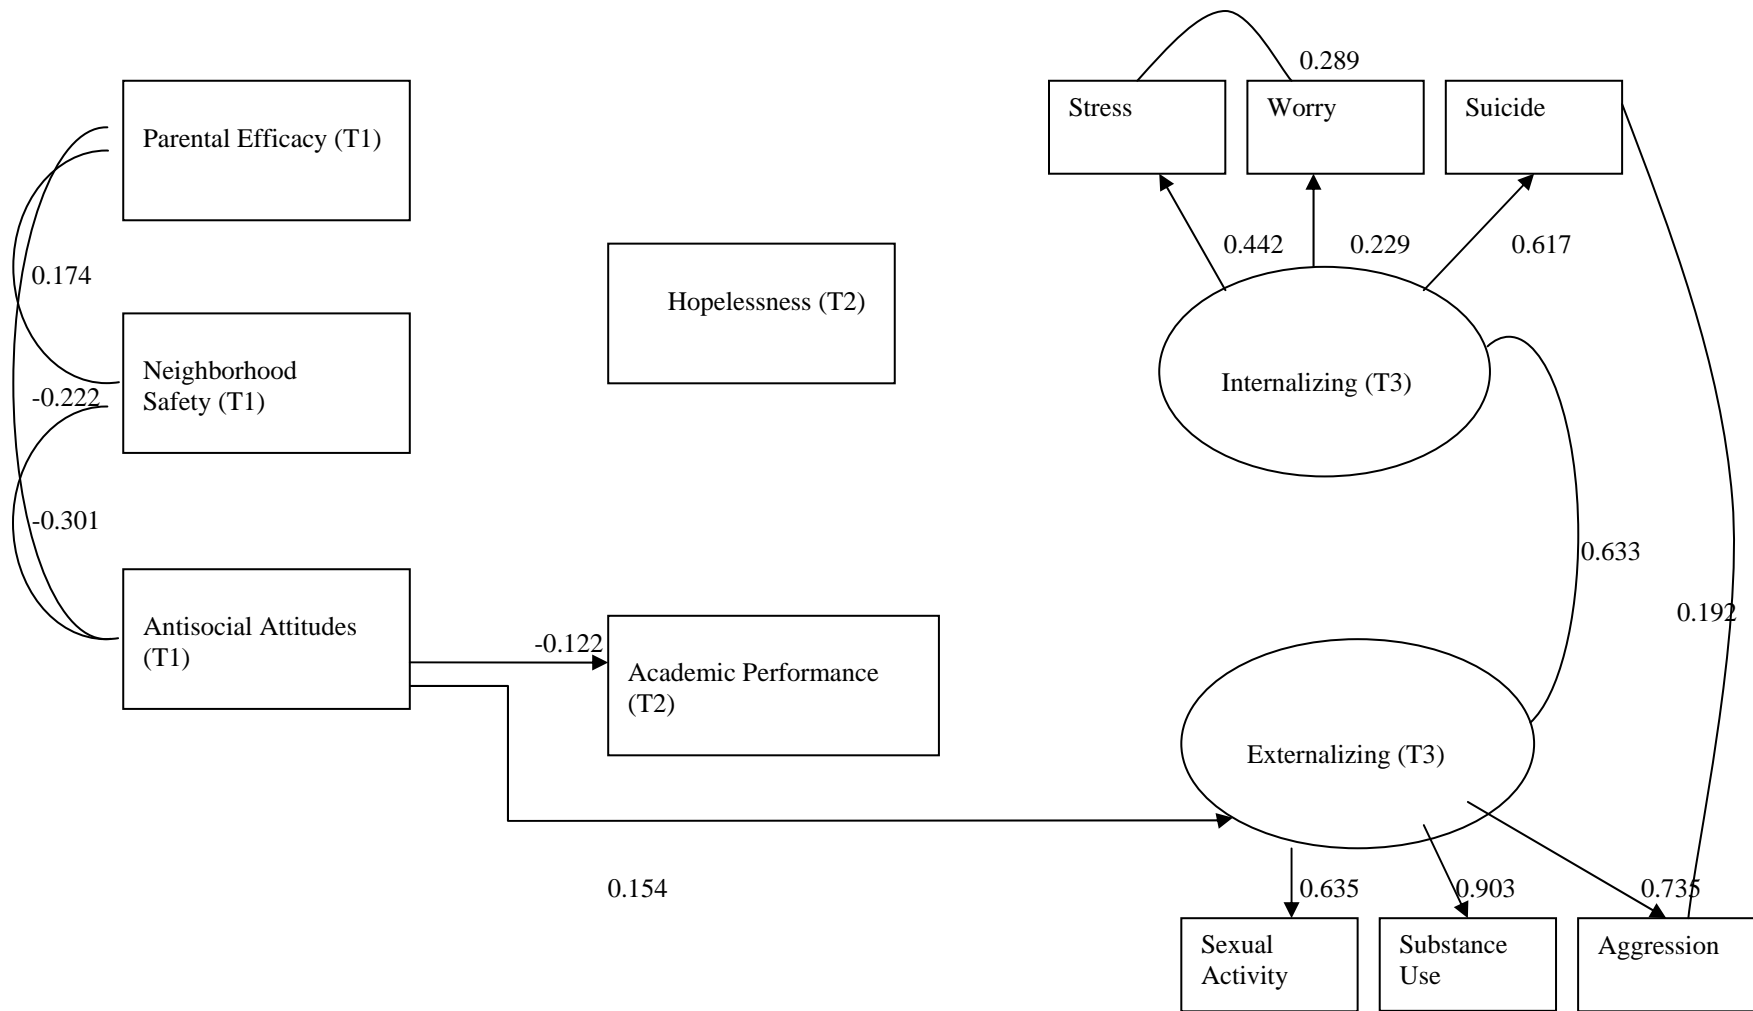 0.289
Stress
Worry
Suicide
Parental Efficacy (T1)
0.442
0.229
0.617
0.174
Hopelessness (T2)
Neighborhood
Safety (T1)
-0.222
Internalizing (T3)
-0.301
0.633
Antisocial Attitudes
(T1)
-0.122
0.192
Academic Performance
(T2)
Externalizing (T3)
0.154
0.635
0.903
0.735
Sexual
Activity
Substance
Use
Aggression